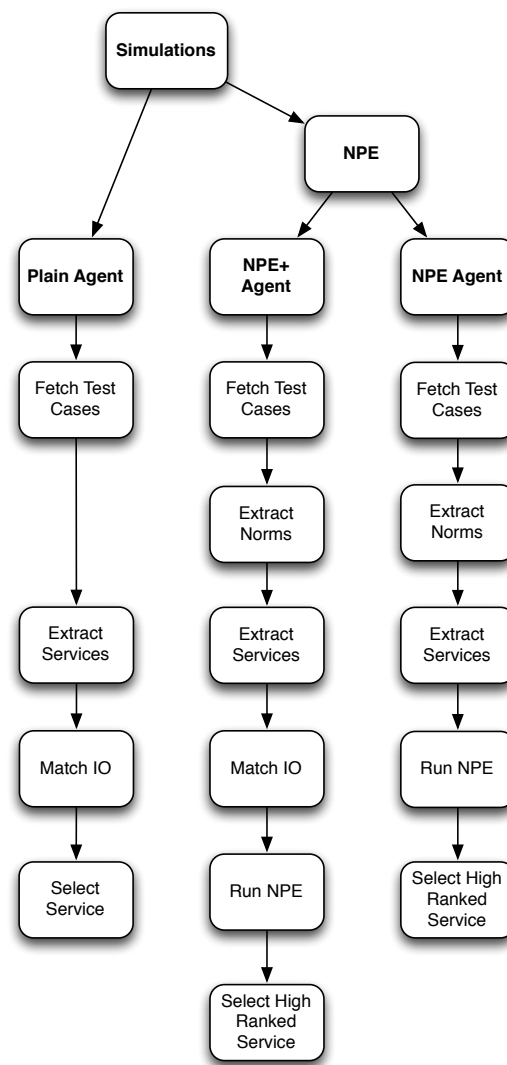 Simulations
NPE
Plain Agent
NPE+
Agent
NPE Agent
Fetch Test
Cases
Fetch Test
Cases
Fetch Test
Cases
Extract
Norms
Extract
Norms
Extract
Services
Extract
Services
Extract
Services
Match IO
Match IO
Run NPE
Select
Service
Run NPE
Select High
Ranked
Service
Select High
Ranked
Service